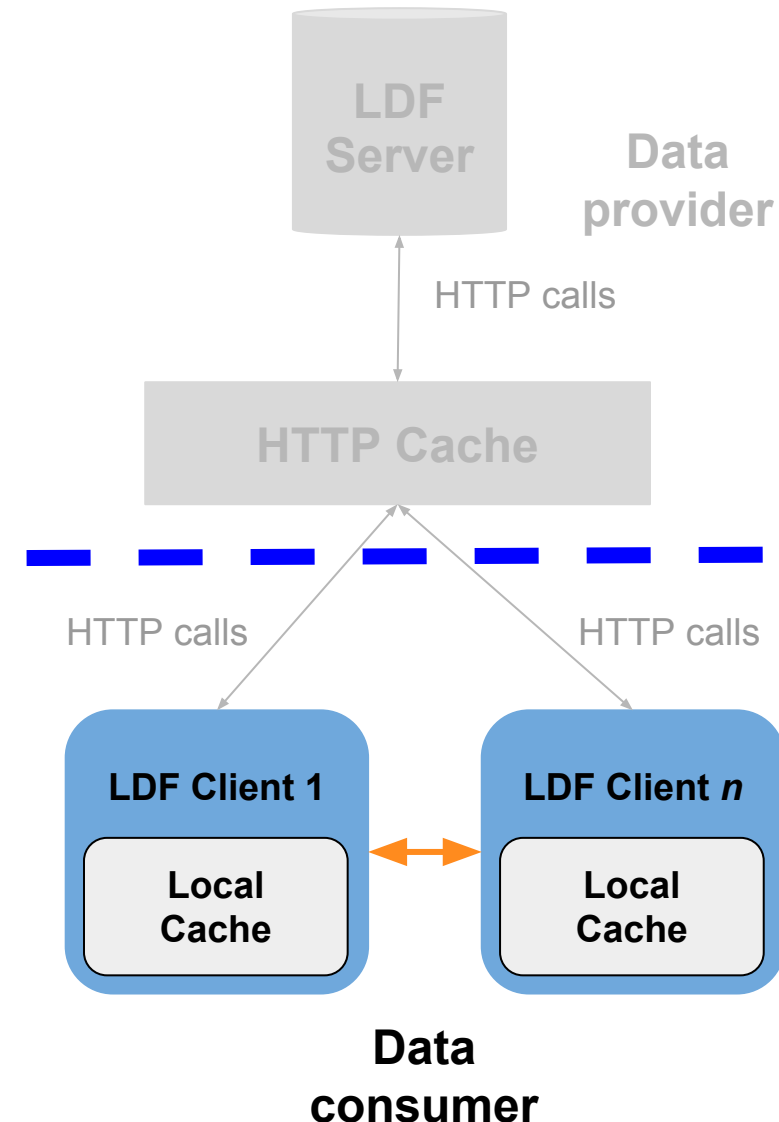 LDF
Server
Data
provider
HTTP calls
HTTP Cache
HTTP calls
HTTP calls
LDF Client 1
LDF Client n
Local
Cache
Local
Cache
Data
consumer